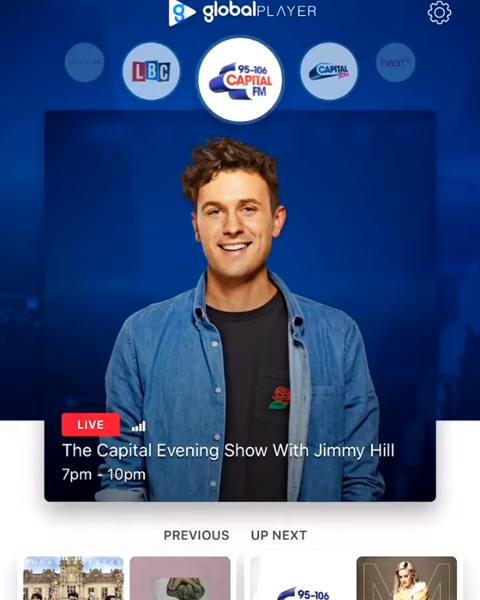 globalPLAYER
LBC
95-106
CAPITAL
FM
CAPITAL
heart
LIVE
The Capital Evening Show With Jimmy Hill
7pm - 10pm
PREVIOUS UP NEXT
95-106